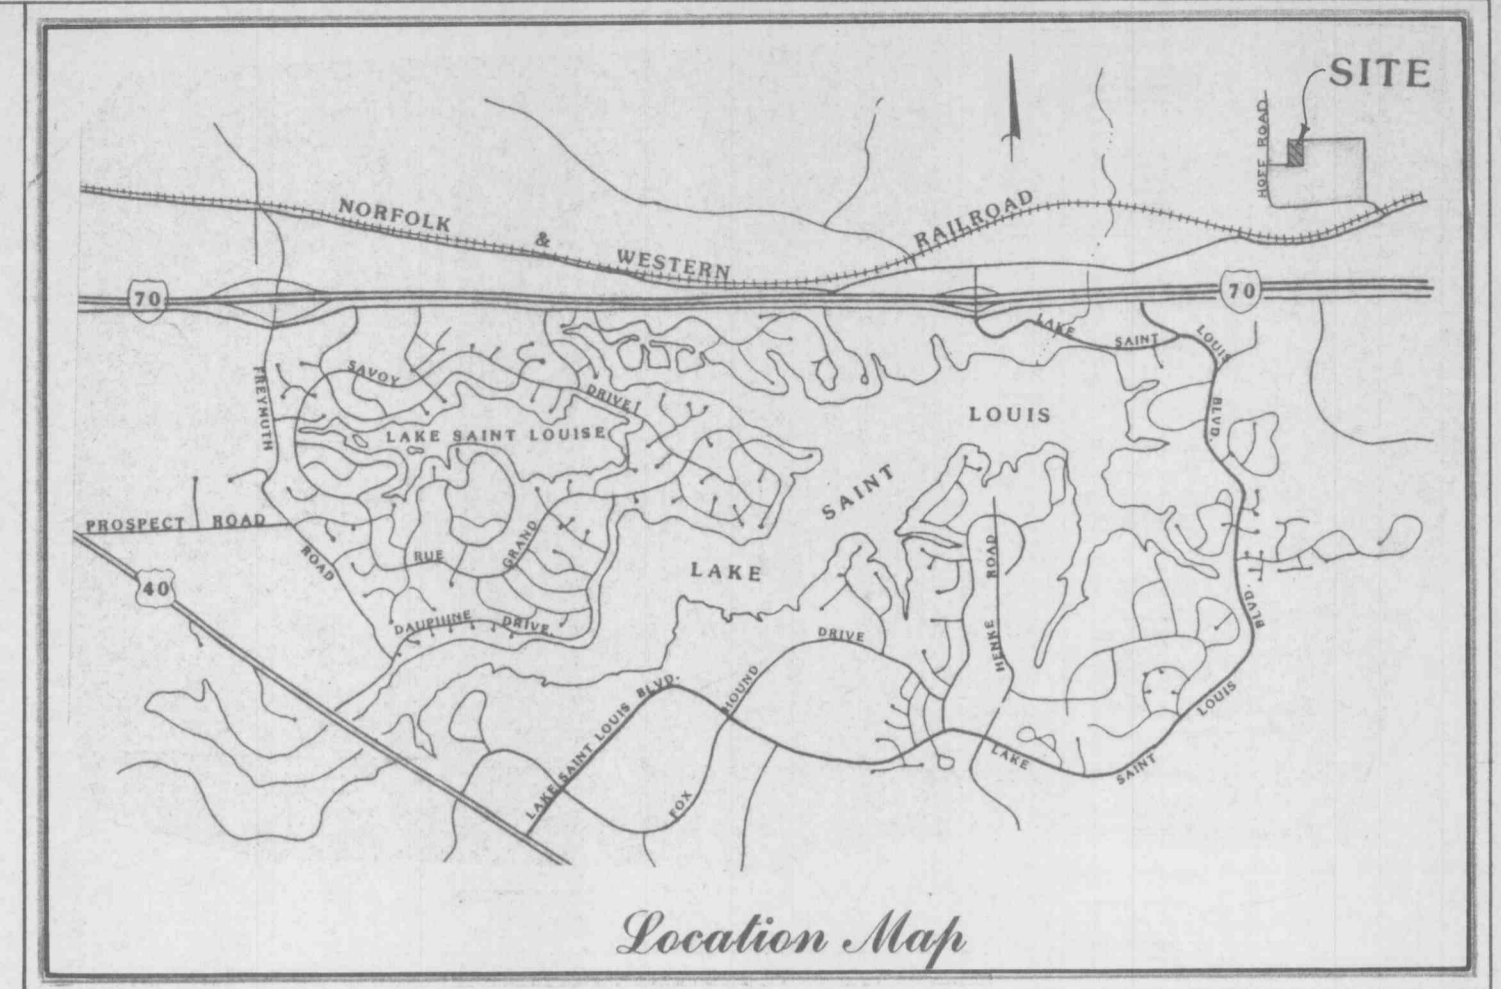 SITE
HOFF ROAD
NORFOLK & WESTERN RAILROAD
70
70
LAKE SAINT LOUIS BLVD.
FREYMUTH ROAD
SAVOY DRIVE
LAKE SAINT LOUISE
LAKE SAINT LOUIS
PROSPECT ROAD
40
RUE GRAND
DAUPHINE DRIVE
HENKE ROAD
FOX HOUND DRIVE
LAKE SAINT LOUIS BLVD.
LAKE SAINT LOUIS BLVD.
Location Map